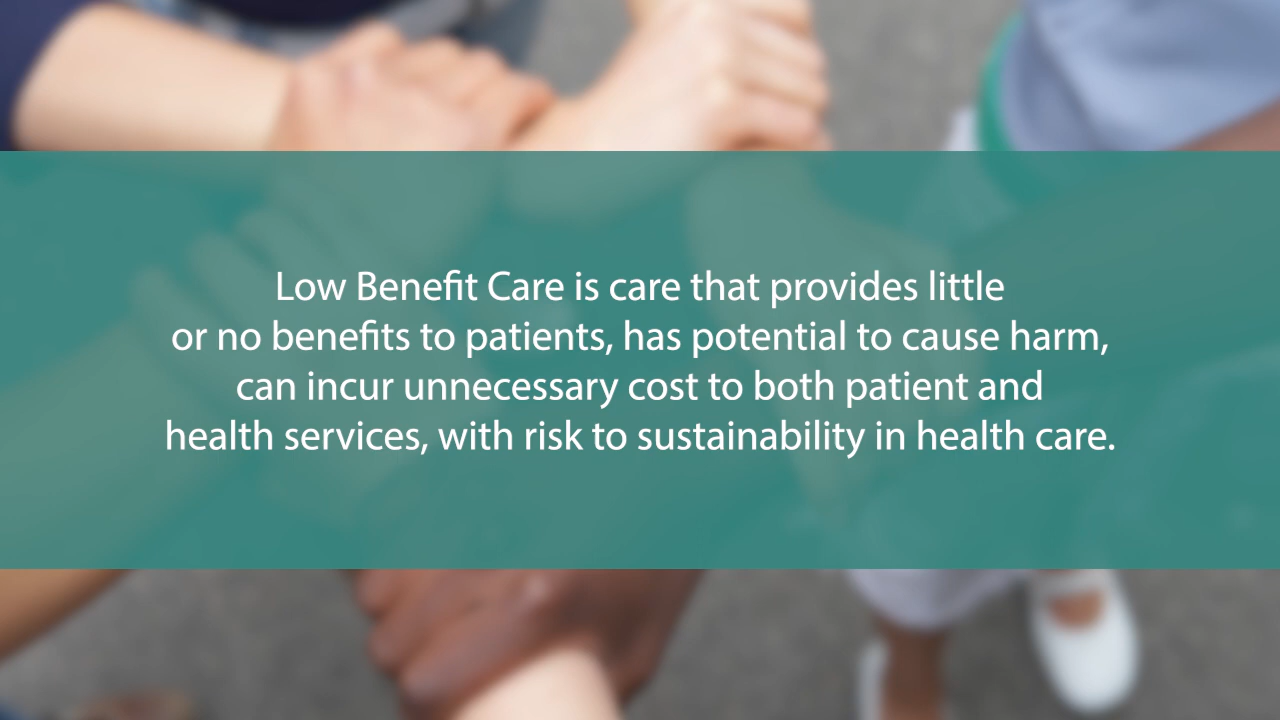 Low Benefit Care is care that provides little
or no benefits to patients, has potential to cause harm,
can incur unnecessary cost to both patient and
health services, with risk to sustainability in health care.